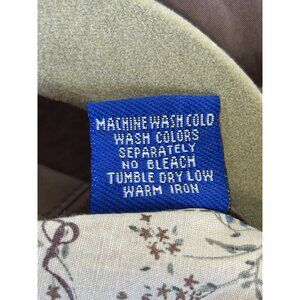 MACHINE WASH COLD
WASH COLORS
SEPARATELY
NO BLEACH
TUMBLE DRY LOW
WARM IRON